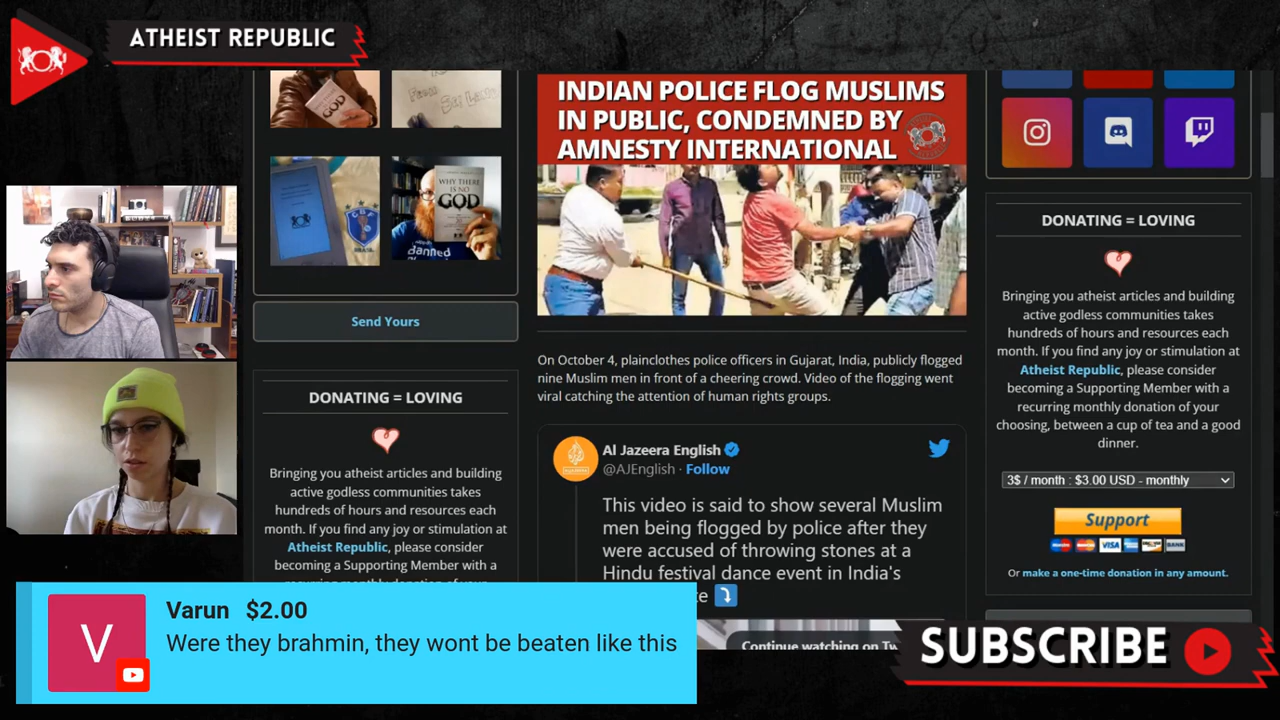 ATHEIST REPUBLIC
WHY THERE
IS NO
GOD
Banned
Send Yours
DONATING = LOVING
Bringing you atheist articles and building
active godless communities takes
hundreds of hours and resources each
month. If you find any joy or stimulation at
Atheist Republic, please consider
becoming a Supporting Member with a
INDIAN POLICE FLOG MUSLIMS
IN PUBLIC, CONDEMNED BY
AMNESTY INTERNATIONAL
On October 4, plainclothes police officers in Gujarat, India, publicly flogged
nine Muslim men in front of a cheering crowd. Video of the flogging went
viral catching the attention of human rights groups.
Al Jazeera English
@AJEnglish · Follow
This video is said to show several Muslim
men being flogged by police after they
were accused of throwing stones at a
Hindu festival dance event in India's
Continue watching on Tw
DONATING = LOVING
Bringing you atheist articles and building
active godless communities takes
hundreds of hours and resources each
month. If you find any joy or stimulation at
Atheist Republic, please consider
becoming a Supporting Member with a
recurring monthly donation of your
choosing, between a cup of tea and a good
dinner.
3$ / month : $3.00 USD - monthly
Support
VISA
BANK
Or make a one-time donation in any amount.
V
Varun $2.00
Were they brahmin, they wont be beaten like this
SUBSCRIBE